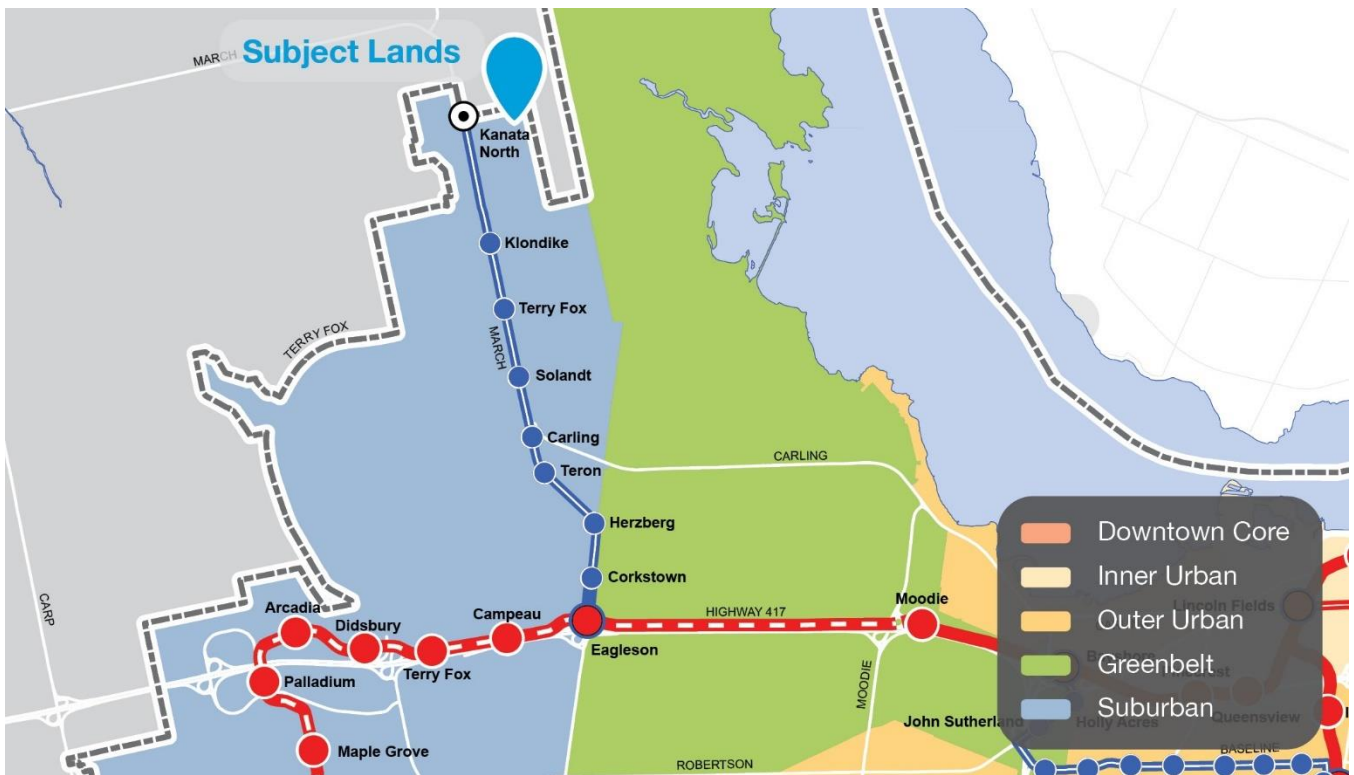 MARCH
Subject Lands
Kanata
North
Klondike
TERRY FOX
Terry Fox
MARCH
Solandt
Carling
CARLING
Teron
Herzberg
Corkstown
CARP
Arcadia
Didsbury
Campeau
HIGHWAY 417
Moodie
Eagleson
Terry Fox
Palladium
MOODIE
Maple Grove
John Sutherland
Holly Acres
Queensview
Lincoln Fields
BASELINE
ROBERTSON
Downtown Core
Inner Urban
Outer Urban
Greenbelt
Suburban